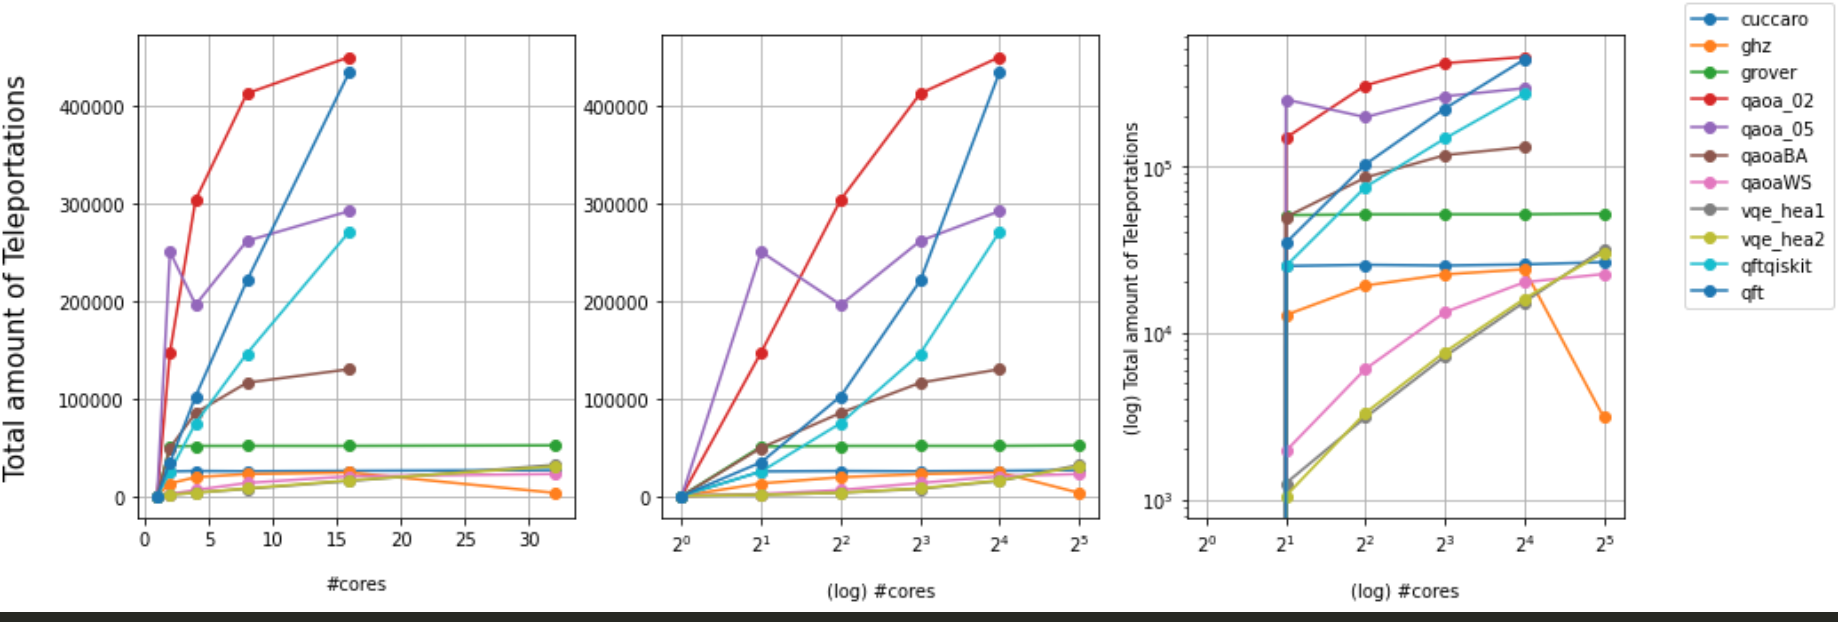 Total amount of Teleportations
400000
300000
200000
100000
0
0 5 10 15 20 25 30
#cores
400000
300000
200000
100000
0
2⁰ 2¹ 2² 2³ 2⁴ 2⁵
(log) #cores
(log) Total amount of Teleportations
10⁵
10⁴
10³
2⁰ 2¹ 2² 2³ 2⁴ 2⁵
(log) #cores
cuccaro
ghz
grover
qaoa_02
qaoa_05
qaoaBA
qaoaWS
vqe_hea1
vqe_hea2
qftqiskit
qft